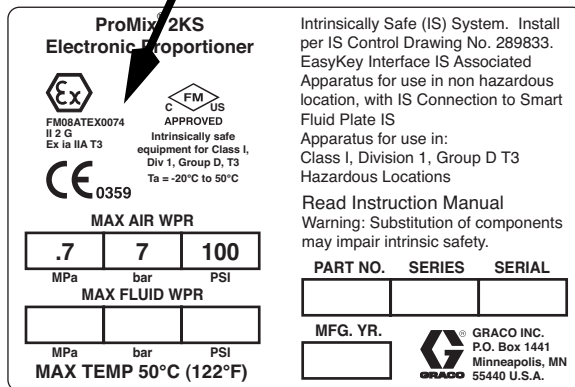 ProMix® 2KS
Electronic Proportioner
Ex
FM08ATEX0074
II 2 G
Ex ia IIA T3
CE 0359
FM
C US
APPROVED
Intrinsically safe
equipment for Class I,
Div 1, Group D, T3
Ta = -20°C to 50°C
MAX AIR WPR
.7 7 100
MPa bar PSI
MAX FLUID WPR
MPa bar PSI
MAX TEMP 50°C (122°F)
Intrinsically Safe (IS) System. Install
per IS Control Drawing No. 289833.
EasyKey Interface IS Associated
Apparatus for use in non hazardous
location, with IS Connection to Smart
Fluid Plate IS
Apparatus for use in:
Class I, Division 1, Group D T3
Hazardous Locations
Read Instruction Manual
Warning: Substitution of components
may impair intrinsic safety.
PART NO. SERIES SERIAL
MFG. YR.
GRACO ®
GRACO INC.
P.O. Box 1441
Minneapolis, MN
55440 U.S.A.